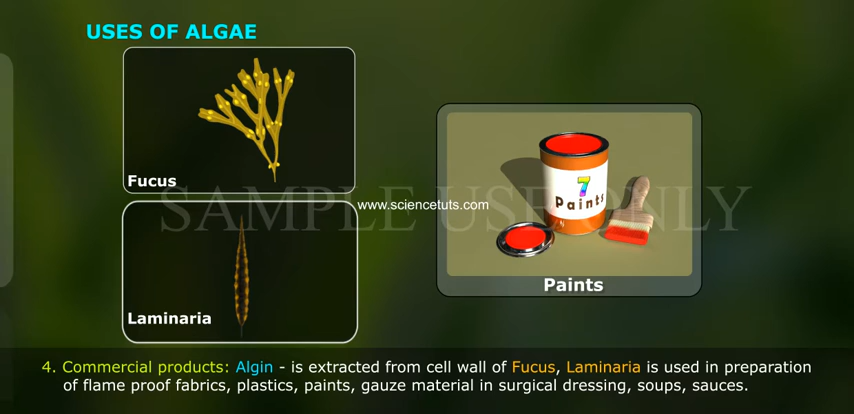 USES OF ALGAE
Fucus
SAMPLE USE ONLY
www.sciencetuts.com
7
Paints
Laminaria
Paints
4. Commercial products: Algin - is extracted from cell wall of Fucus, Laminaria is used in preparation
of flame proof fabrics, plastics, paints, gauze material in surgical dressing, soups, sauces.